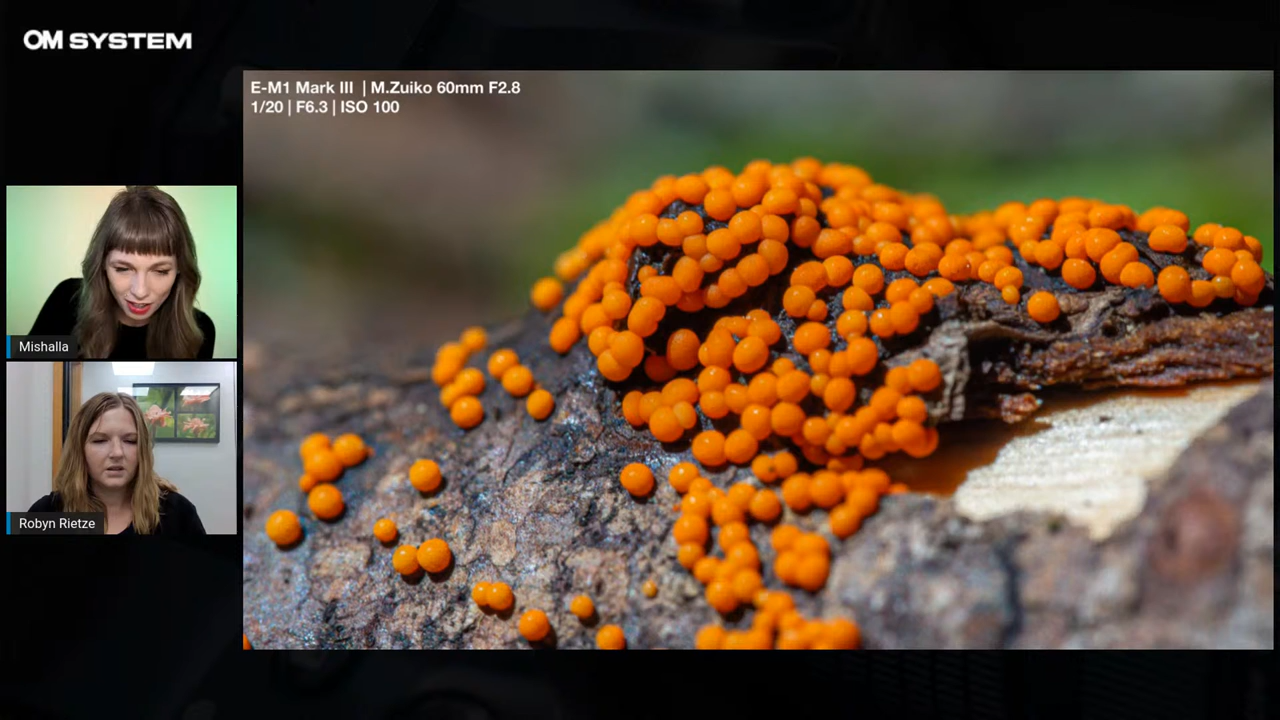 OM SYSTEM
E-M1 Mark III | M.Zuiko 60mm F2.8
1/20 | F6.3 | ISO 100
Mishalla
Robyn Rietze